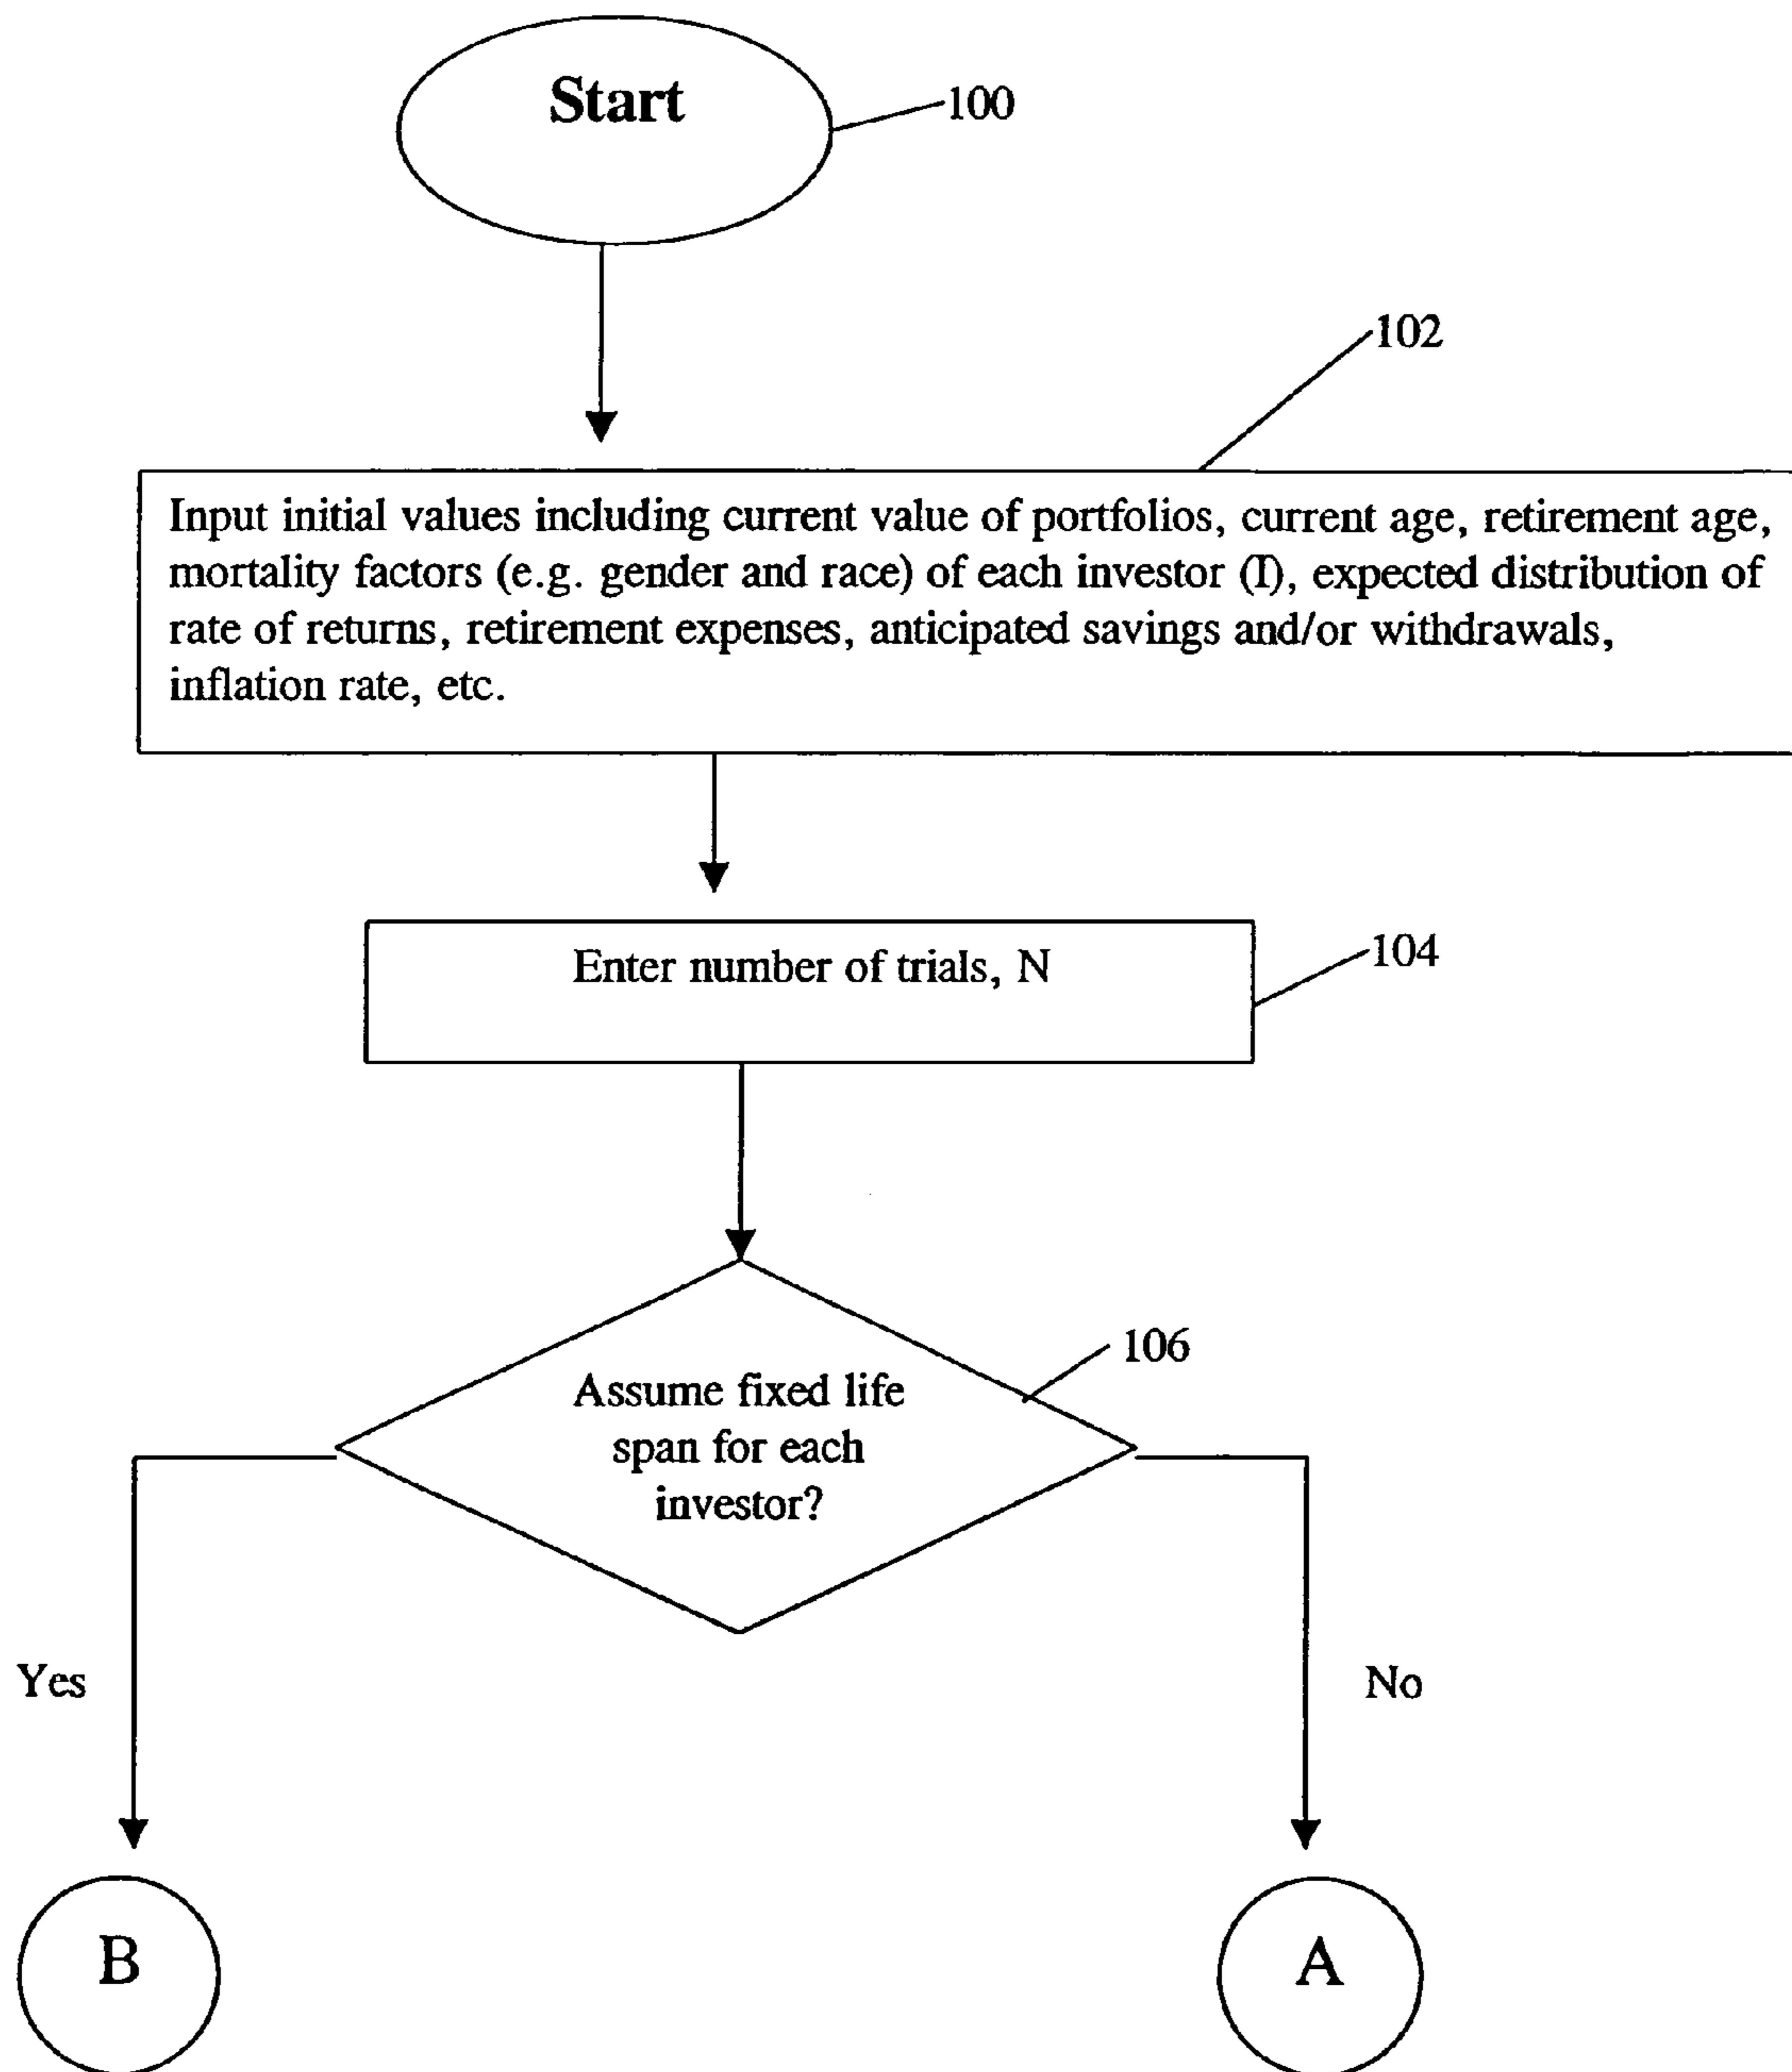 Start
100
102
Input initial values including current value of portfolios, current age, retirement age,
mortality factors (e.g. gender and race) of each investor (I), expected distribution of
rate of returns, retirement expenses, anticipated savings and/or withdrawals,
inflation rate, etc.
Enter number of trials, N
104
106
Assume fixed life
span for each
investor?
Yes
No
B
A